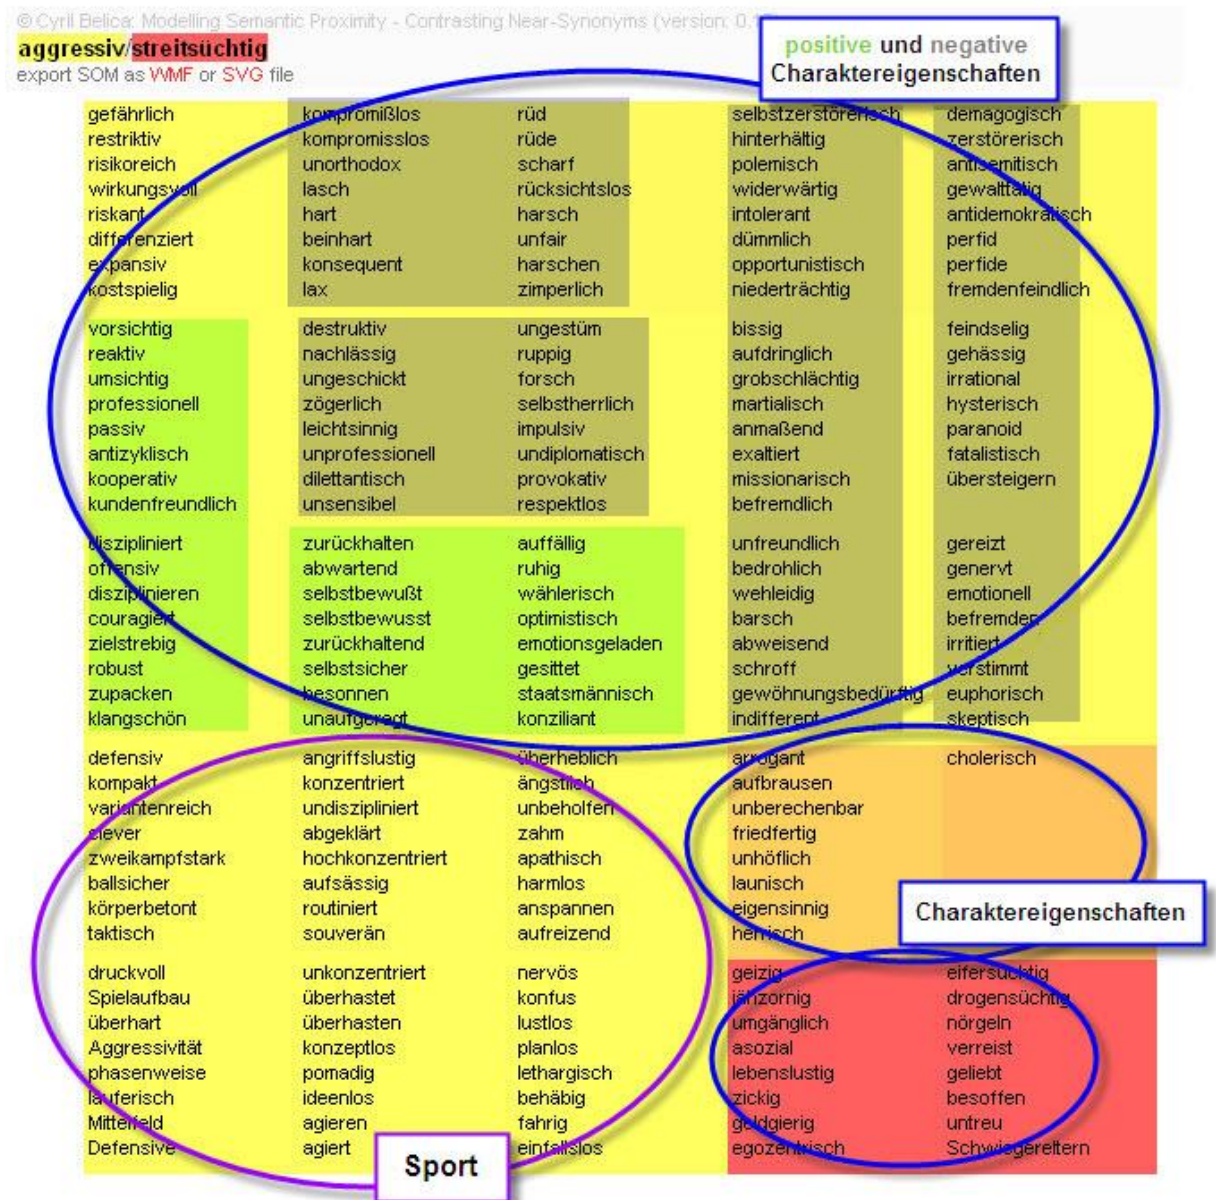 © Cyril Belica: Modelling Semantic Proximity - Contrasting Near-Synonyms (version: 0.
aggressiv/streitsüchtig
export SOM as WMF or SVG file
positive und negative
Charaktereigenschaften
gefährlich kompromißlos rüd selbstzerstörerisch demagogisch
restriktiv kompromisslos rüde hinterhältig zerstörerisch
risikoreich unorthodox scharf polemisch antisemitisch
wirkungsvoll lasch rücksichtslos widerwärtig gewalttätig
riskant hart harsch intolerant antidemokratisch
differenziert beinhart unfair dümmlich perfid
expansiv konsequent harschen opportunistisch perfide
kostspielig lax zimperlich niederträchtig fremdenfeindlich
vorsichtig destruktiv ungestüm bissig feindselig
reaktiv nachlässig ruppig aufdringlich gehässig
umsichtig ungeschickt forsch grobschlächtig irrational
professionell zögerlich selbstherrlich martialisch hysterisch
passiv leichtsinnig impulsiv anmaßend paranoid
antizyklisch unprofessionell undiplomatisch exaltiert fatalistisch
kooperativ dilettantisch provokativ missionarisch übersteigern
kundenfreundlich unsensibel respektlos befremdlich
diszipliniert zurückhalten auffällig unfreundlich gereizt
offensiv abwartend ruhig bedrohlich genervt
disziplinieren selbstbewußt wählerisch wehleidig emotionell
couragiert selbstbewusst optimistisch barsch befremden
zielstrebig zurückhaltend emotionsgeladen abweisend irritiert
robust selbstsicher gesittet schroff verstimmt
zupacken besonnen staatsmännisch gewöhnungsbedürftig euphorisch
klangschön unaufgeregt konziliant indifferent skeptisch
defensiv angriffslustig überheblich arrogant cholerisch
kompakt konzentriert ängstlich aufbrausen
variantenreich undiszipliniert unbeholfen unberechenbar
clever abgeklärt zahm friedfertig
zweikampfstark hochkonzentriert apathisch unhöflich
ballsicher aufsässig harmlos launisch
körperbetont routiniert anspannen eigensinnig
taktisch souverän aufreizend herrisch
Charaktereigenschaften
druckvoll unkonzentriert nervös geizig eifersüchtig
Spielaufbau überhastet konfus jähzornig drogensüchtig
überhart überhasten lustlos umgänglich nörgeln
Aggressivität konzeptlos planlos asozial verreist
phasenweise pomadig lethargisch lebenslustig geliebt
läuferisch ideenlos behäbig zickig besoffen
Mittelfeld agieren fahrig geldgierig untreu
Defensive agiert einfallslos egozentrisch Schwiegereltern
Sport